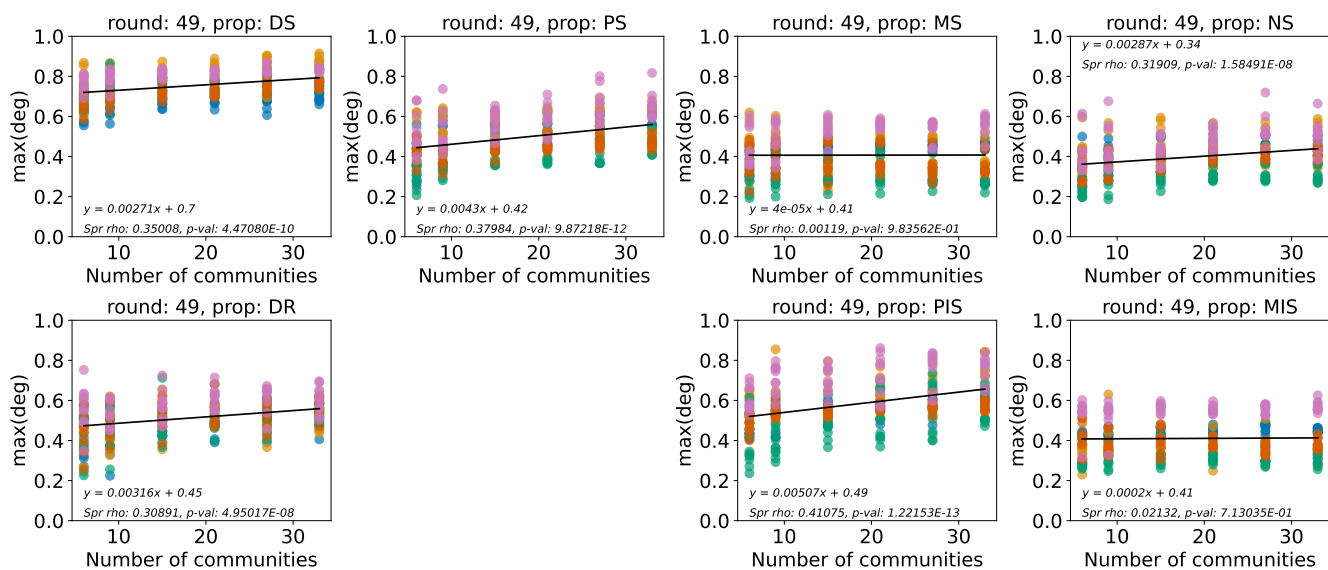 round: 49, prop: DS
max(deg)
1.0
0.8
0.6
0.4
0.2
0.0
y = 0.00271x + 0.7
Spr rho: 0.35008, p-val: 4.47080E-10
10 20 30
Number of communities
round: 49, prop: PS
max(deg)
1.0
0.8
0.6
0.4
0.2
0.0
y = 0.0043x + 0.42
Spr rho: 0.37984, p-val: 9.87218E-12
10 20 30
Number of communities
round: 49, prop: MS
max(deg)
1.0
0.8
0.6
0.4
0.2
0.0
y = 4e-05x + 0.41
Spr rho: 0.00119, p-val: 9.83562E-01
10 20 30
Number of communities
round: 49, prop: NS
max(deg)
1.0
0.8
0.6
0.4
0.2
0.0
y = 0.00287x + 0.34
Spr rho: 0.31909, p-val: 1.58491E-08
10 20 30
Number of communities
round: 49, prop: DR
max(deg)
1.0
0.8
0.6
0.4
0.2
0.0
y = 0.00316x + 0.45
Spr rho: 0.30891, p-val: 4.95017E-08
10 20 30
Number of communities
round: 49, prop: PIS
max(deg)
1.0
0.8
0.6
0.4
0.2
0.0
y = 0.00507x + 0.49
Spr rho: 0.41075, p-val: 1.22153E-13
10 20 30
Number of communities
round: 49, prop: MIS
max(deg)
1.0
0.8
0.6
0.4
0.2
0.0
y = 0.0002x + 0.41
Spr rho: 0.02132, p-val: 7.13035E-01
10 20 30
Number of communities